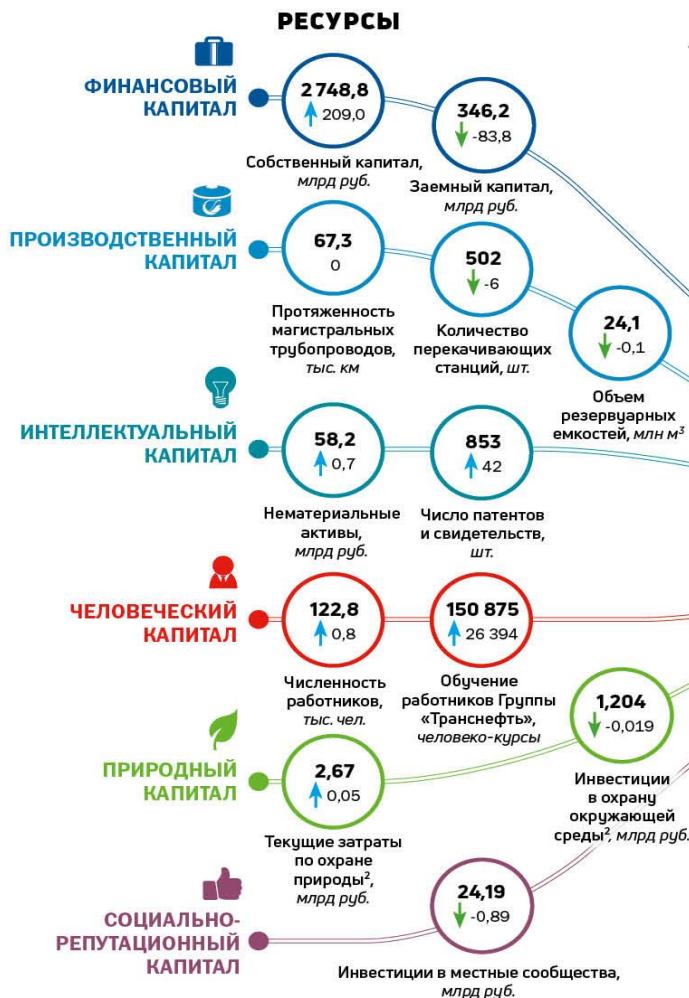 РЕСУРСЫ
ФИНАНСОВЫЙ
КАПИТАЛ
2 748,8
209,0
Собственный капитал,
млрд руб.
346,2
-83,8
Заемный капитал,
млрд руб.
ПРОИЗВОДСТВЕННЫЙ
КАПИТАЛ
67,3
0
Протяженность
магистральных
трубопроводов,
тыс. км
502
-6
Количество
перекачивающих
станций, шт.
24,1
-0,1
Объем
резервуарных
емкостей, млн м³
ИНТЕЛЛЕКТУАЛЬНЫЙ
КАПИТАЛ
58,2
0,7
Нематериальные
активы,
млрд руб.
853
42
Число патентов
и свидетельств,
шт.
ЧЕЛОВЕЧЕСКИЙ
КАПИТАЛ
122,8
0,8
Численность
работников,
тыс. чел.
150 875
26 394
Обучение
работников Группы
«Транснефть»,
человеко-курсы
ПРИРОДНЫЙ
КАПИТАЛ
2,67
0,05
Текущие затраты
по охране
природы²,
млрд руб.
1,204
-0,019
Инвестиции
в охрану
окружающей
среды², млрд руб.
СОЦИАЛЬНО-
РЕПУТАЦИОННЫЙ
КАПИТАЛ
24,19
-0,89
Инвестиции в местные сообщества,
млрд руб.